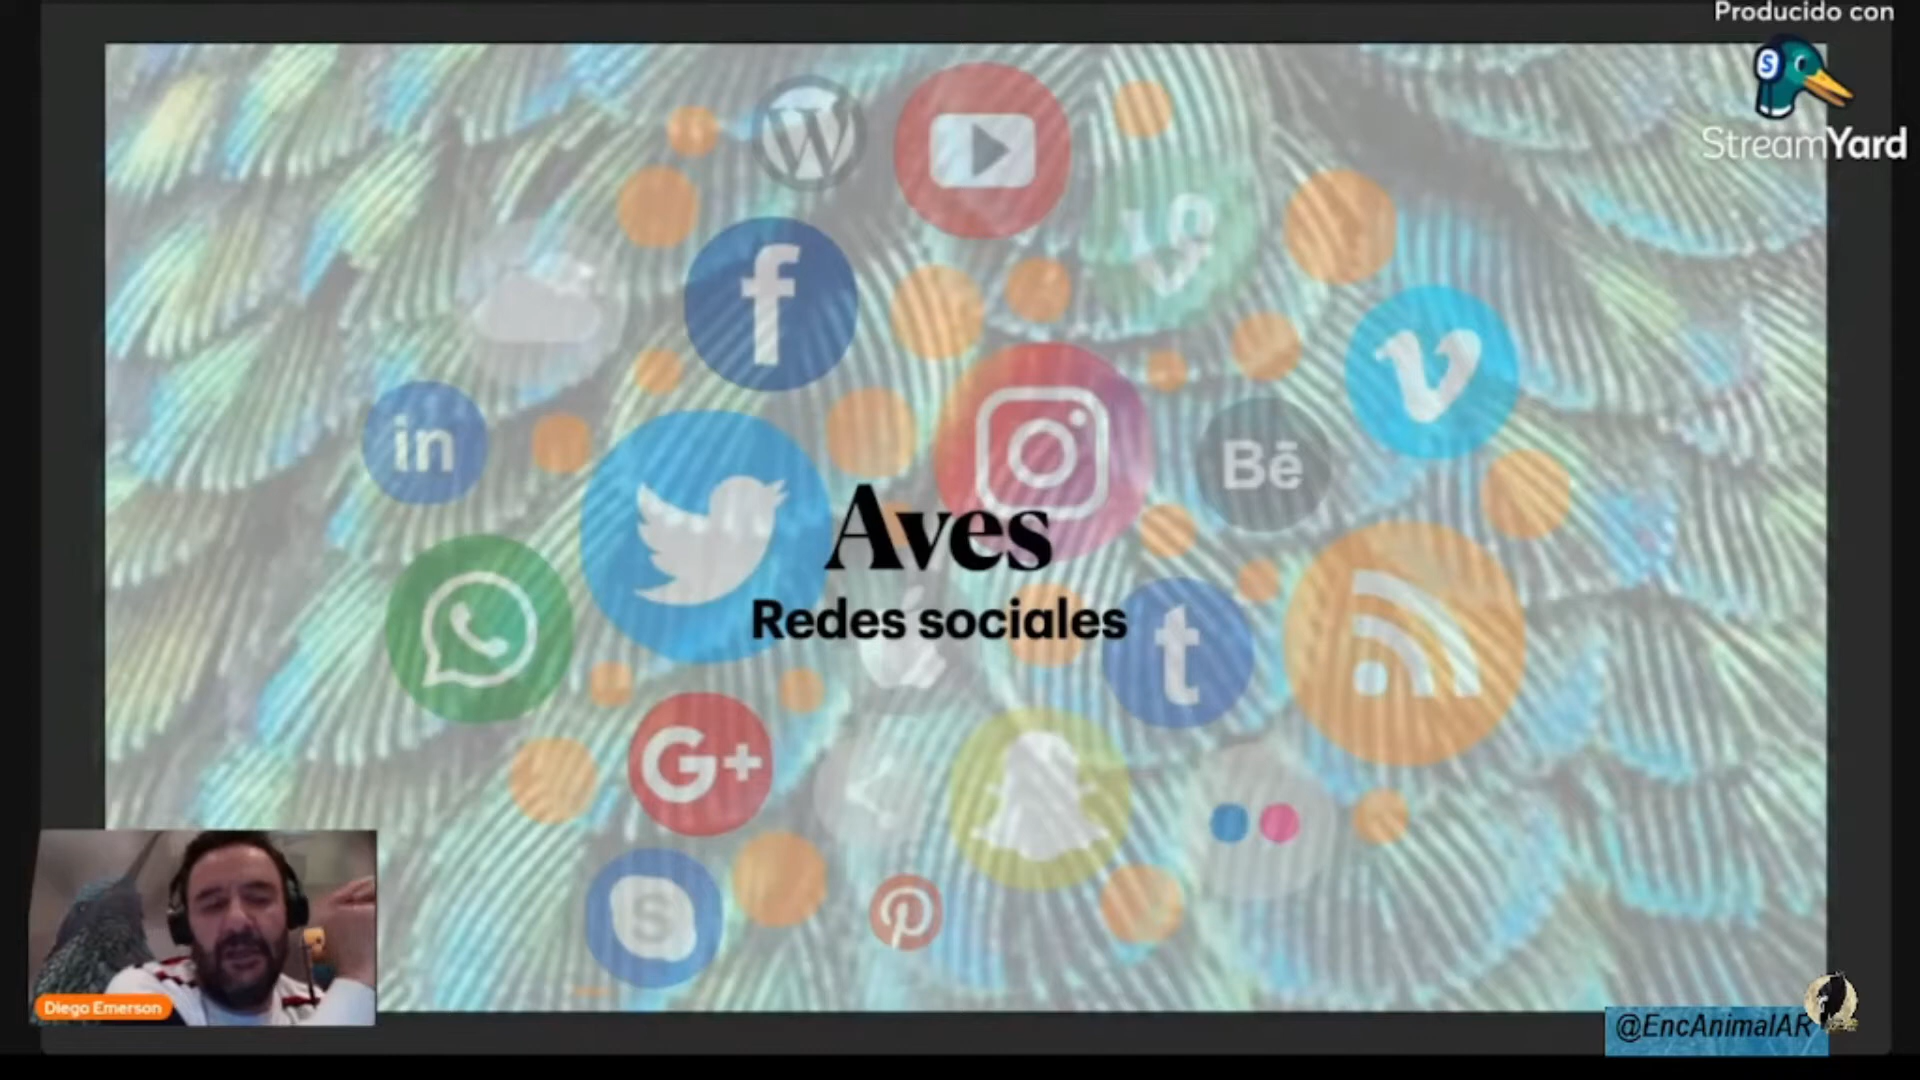 Producido con
StreamYard
in
Bē
Aves
Redes sociales
t
G+
S
Diego Emerson
@EncAnimalAR